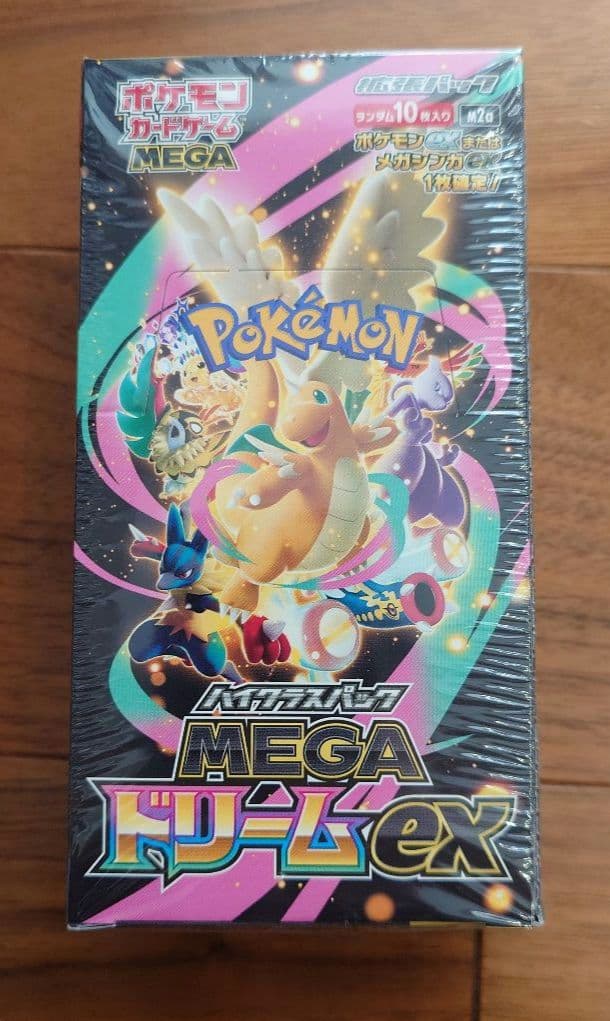 ポケモン
カードゲーム
MEGA
拡張パック
ランダム10枚入り M2a
ポケモンexまたは
メガシンカex
1枚確定!
POKéMON
TM
ハイクラスパック
MEGA
ドリームex